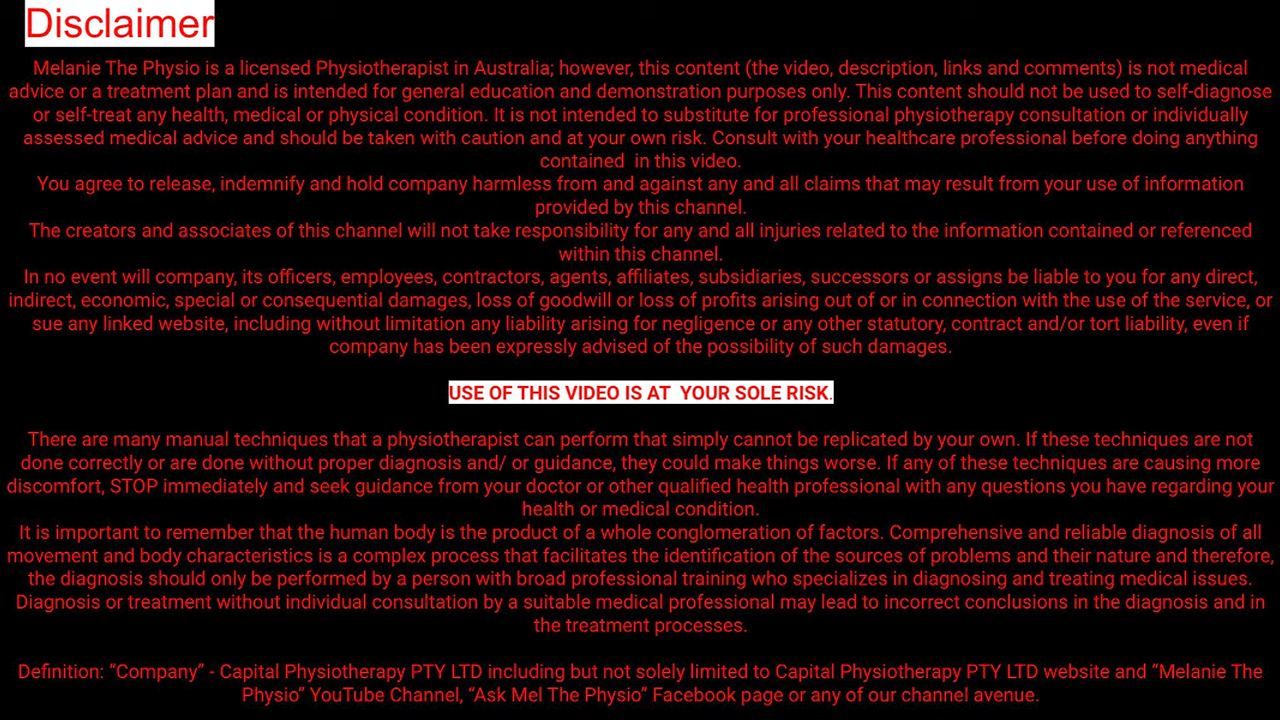 Disclaimer
Melanie The Physio is a licensed Physiotherapist in Australia; however, this content (the video, description, links and comments) is not medical
advice or a treatment plan and is intended for general education and demonstration purposes only. This content should not be used to self-diagnose
or self-treat any health, medical or physical condition. It is not intended to substitute for professional physiotherapy consultation or individually
assessed medical advice and should be taken with caution and at your own risk. Consult with your healthcare professional before doing anything
contained  in this video.
You agree to release, indemnify and hold company harmless from and against any and all claims that may result from your use of information
provided by this channel.
The creators and associates of this channel will not take responsibility for any and all injuries related to the information contained or referenced
within this channel.
In no event will company, its officers, employees, contractors, agents, affiliates, subsidiaries, successors or assigns be liable to you for any direct,
indirect, economic, special or consequential damages, loss of goodwill or loss of profits arising out of or in connection with the use of the service, or
sue any linked website, including without limitation any liability arising for negligence or any other statutory, contract and/or tort liability, even if
company has been expressly advised of the possibility of such damages.
USE OF THIS VIDEO IS AT  YOUR SOLE RISK.
There are many manual techniques that a physiotherapist can perform that simply cannot be replicated by your own. If these techniques are not
done correctly or are done without proper diagnosis and/ or guidance, they could make things worse. If any of these techniques are causing more
discomfort, STOP immediately and seek guidance from your doctor or other qualified health professional with any questions you have regarding your
health or medical condition.
It is important to remember that the human body is the product of a whole conglomeration of factors. Comprehensive and reliable diagnosis of all
movement and body characteristics is a complex process that facilitates the identification of the sources of problems and their nature and therefore,
the diagnosis should only be performed by a person with broad professional training who specializes in diagnosing and treating medical issues.
Diagnosis or treatment without individual consultation by a suitable medical professional may lead to incorrect conclusions in the diagnosis and in
the treatment processes.
Definition: “Company” - Capital Physiotherapy PTY LTD including but not solely limited to Capital Physiotherapy PTY LTD website and “Melanie The
Physio” YouTube Channel, “Ask Mel The Physio” Facebook page or any of our channel avenue.